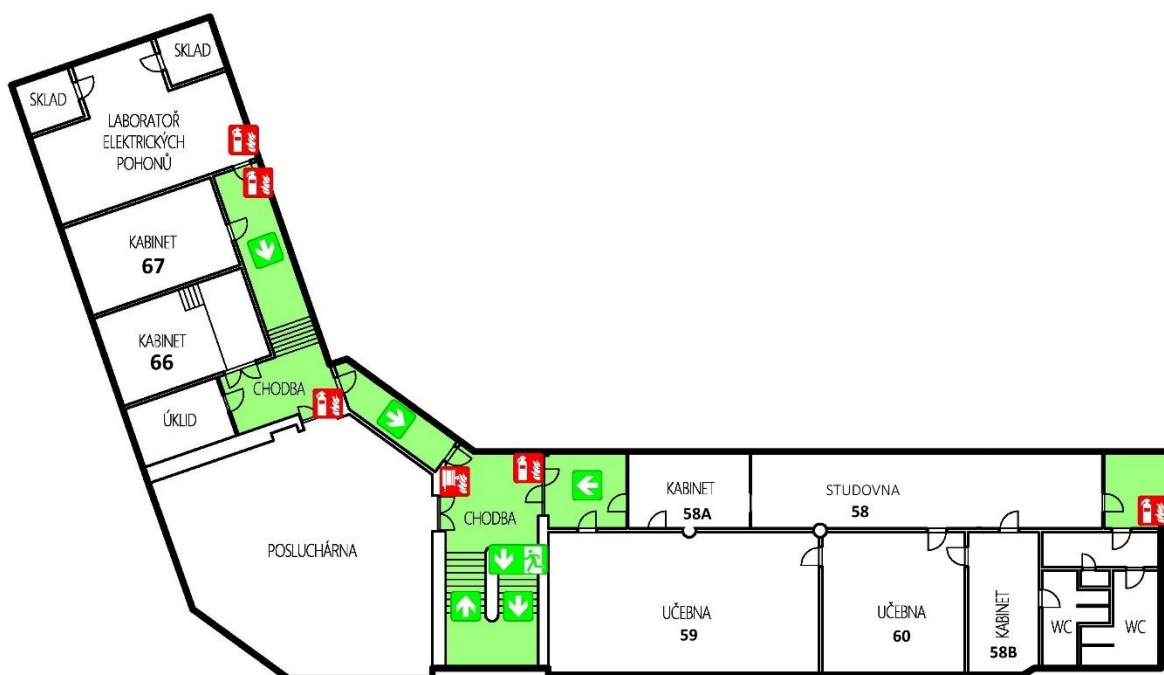 SKLAD
SKLAD
LABORATOŘ
ELEKTRICKÝCH
POHONŮ
KABINET
67
KABINET
66
CHODBA
ÚKLID
POSLUCHÁRNA
CHODBA
KABINET
58A
STUDOVNA
58
UČEBNA
59
UČEBNA
60
KABINET
58B
WC
WC